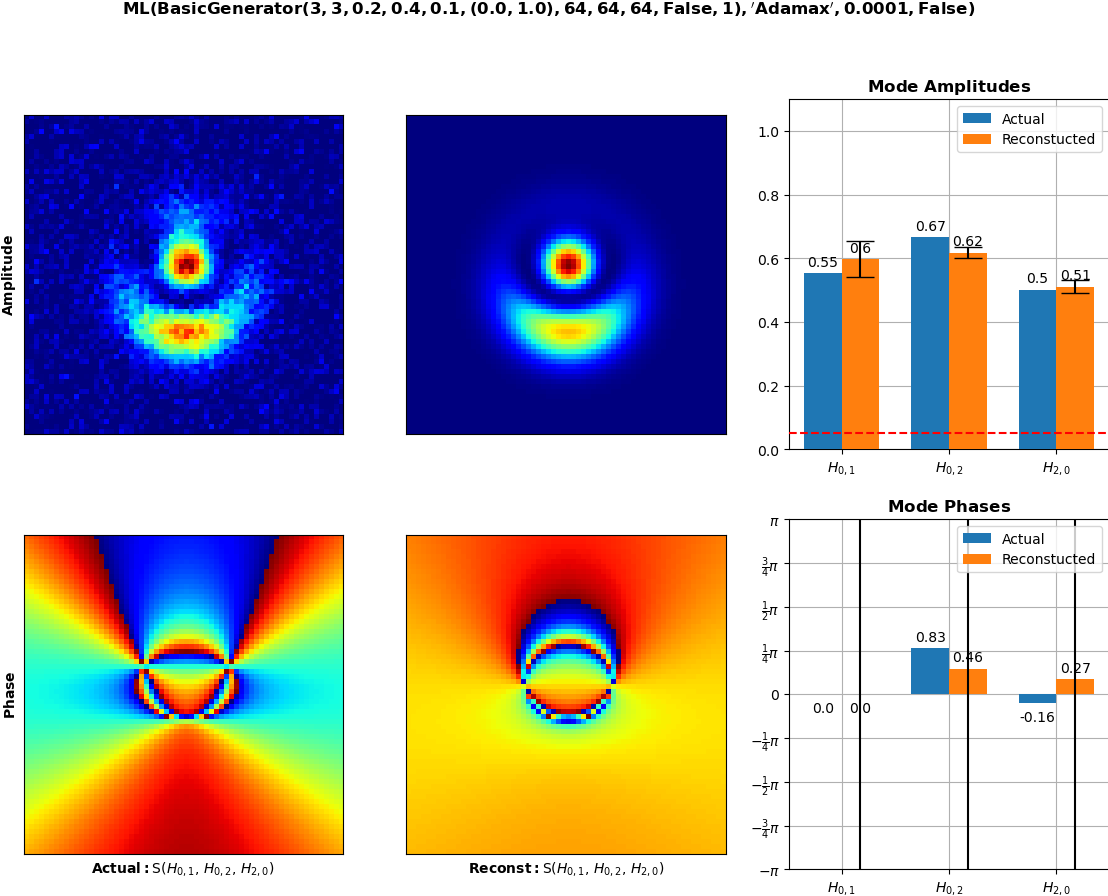 ML(BasicGenerator(3, 3, 0.2, 0.4, 0.1, (0.0, 1.0), 64, 64, 64, False, 1), ′Adamax′, 0.0001, False)
Amplitude
Mode Amplitudes
Actual
Reconstucted
1.0
0.8
0.6
0.4
0.2
0.0
0.55
0.6
0.67
0.62
0.5
0.51
H0,1
H0,2
H2,0
Phase
Actual: S(H0,1, H0,2, H2,0)
Reconst: S(H0,1, H0,2, H2,0)
Mode Phases
Actual
Reconstucted
π
3/4π
1/2π
1/4π
0
−1/4π
−1/2π
−3/4π
−π
0.0
0.0
0.83
0.46
-0.16
0.27
H0,1
H0,2
H2,0